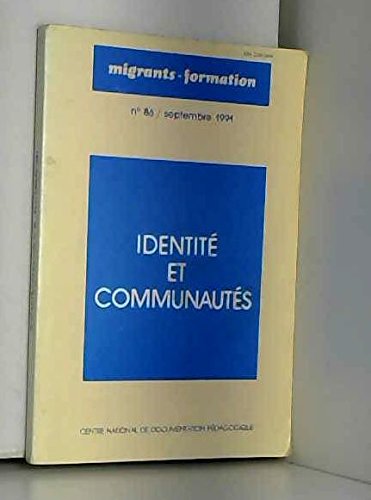 migrants-formation
n° 86 / septembre 1991
IDENTITÉ
ET
COMMUNAUTÉS
CENTRE NATIONAL DE DOCUMENTATION PÉDAGOGIQUE